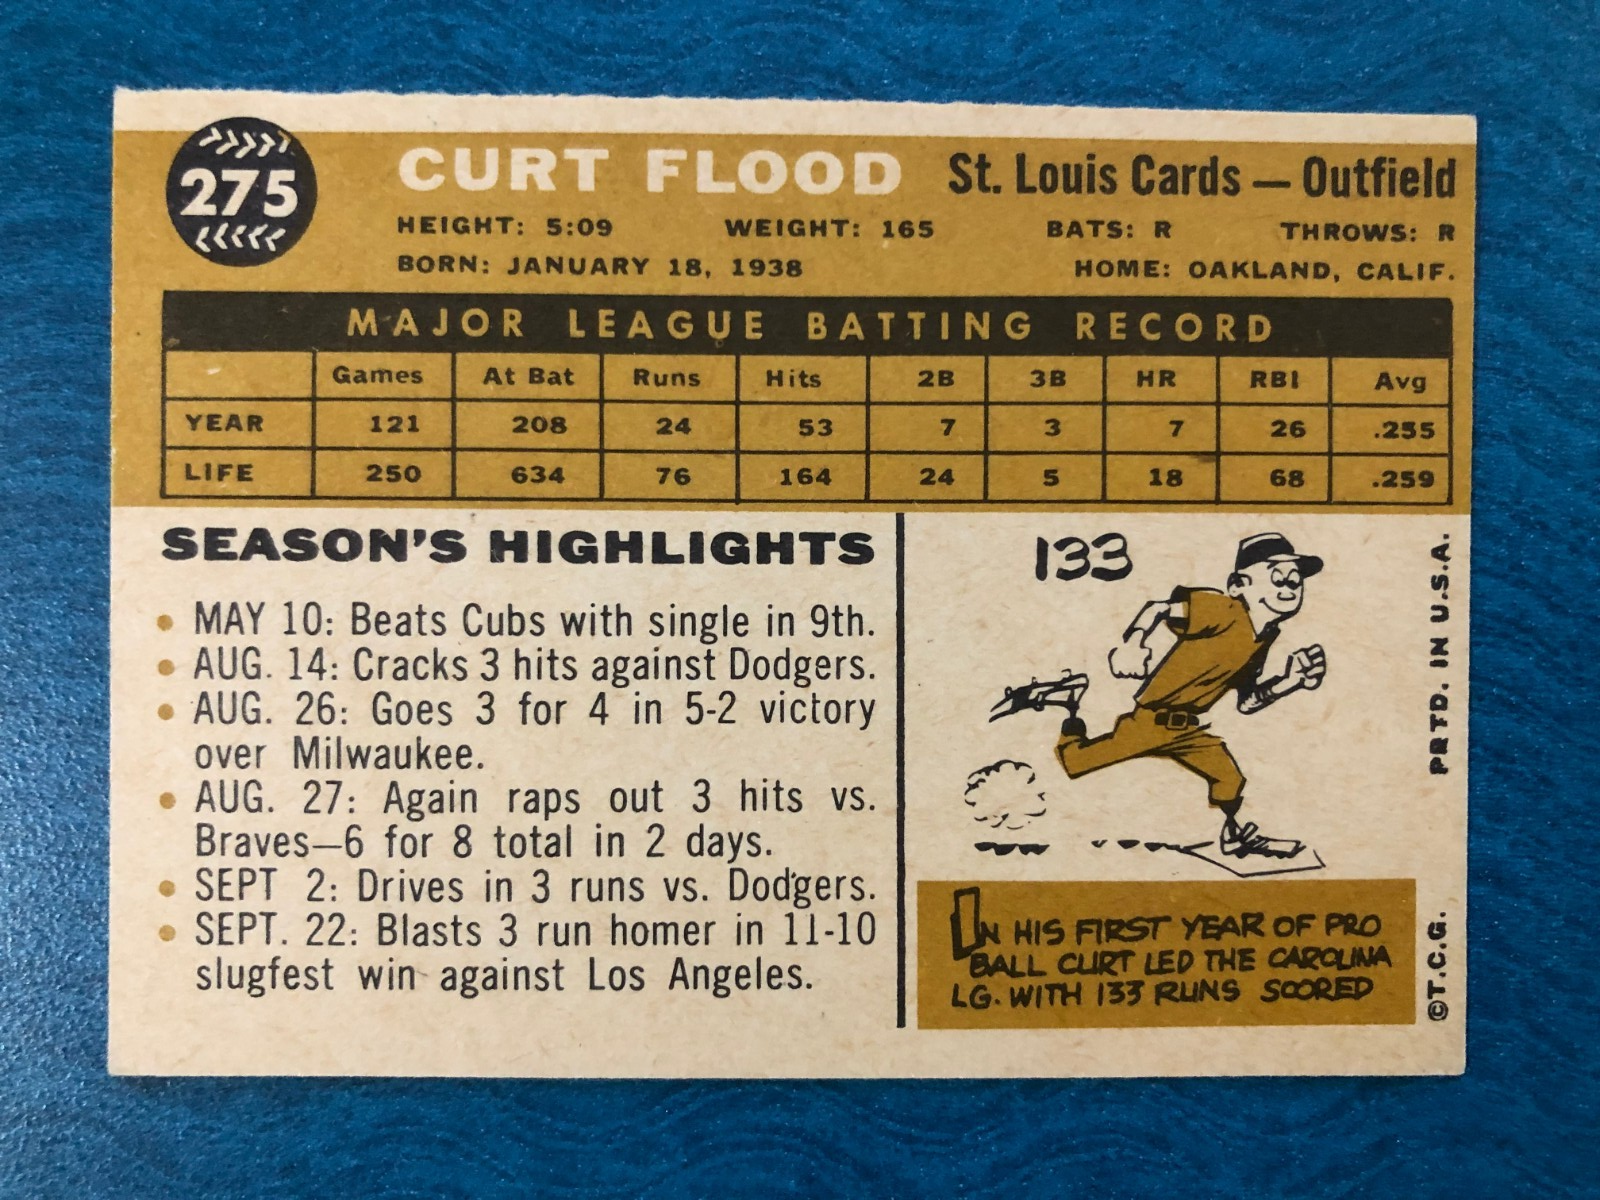 275
CURT FLOOD St. Louis Cards — Outfield
HEIGHT: 5:09 WEIGHT: 165 BATS: R THROWS: R
BORN: JANUARY 18, 1938 HOME: OAKLAND, CALIF.
MAJOR LEAGUE BATTING RECORD
Games At Bat Runs Hits 2B 3B HR RBI Avg
YEAR 121 208 24 53 7 3 7 26 .255
LIFE 250 634 76 164 24 5 18 68 .259
SEASON'S HIGHLIGHTS
• MAY 10: Beats Cubs with single in 9th.
• AUG. 14: Cracks 3 hits against Dodgers.
• AUG. 26: Goes 3 for 4 in 5-2 victory
over Milwaukee.
• AUG. 27: Again raps out 3 hits vs.
Braves—6 for 8 total in 2 days.
• SEPT 2: Drives in 3 runs vs. Dodgers.
• SEPT. 22: Blasts 3 run homer in 11-10
slugfest win against Los Angeles.
133
IN HIS FIRST YEAR OF PRO
BALL CURT LED THE CAROLINA
LG. WITH 133 RUNS SCORED
©T.C.G. PRTD. IN U.S.A.